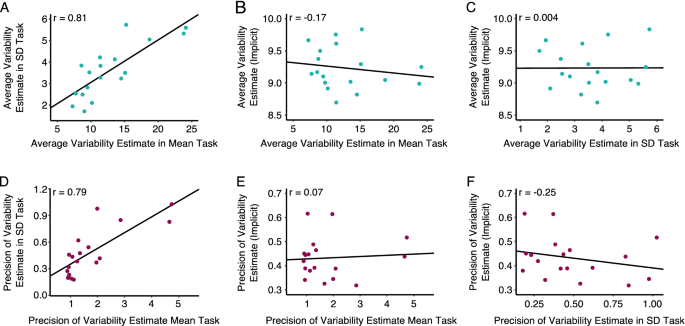 A
r = 0.81
6
5
4
3
2
5
10
15
20
25
Average Variability Estimate in Mean Task
Average Variability
Estimate in SD Task
B
r = -0.17
10.0
9.5
9.0
8.5
5
10
15
20
25
Average Variability Estimate in Mean Task
Average Variability
Estimate (Implicit)
C
r = 0.004
10.0
9.5
9.0
8.5
1
2
3
4
5
6
Average Variability Estimate in SD Task
Average Variability
Estimate (Implicit)
D
r = 0.79
1.2
0.9
0.6
0.3
0.0
1
2
3
4
5
Precision of Variability Estimate Mean Task
Precision of Variability
Estimate in SD Task
E
r = 0.07
0.7
0.6
0.5
0.4
0.3
1
2
3
4
5
Precision of Variability Estimate Mean Task
Precision of Variability
Estimate (Implicit)
F
r = -0.25
0.7
0.6
0.5
0.4
0.3
0.25
0.50
0.75
1.00
Precision of Variability Estimate in SD Task
Precision of Variability
Estimate (Implicit)